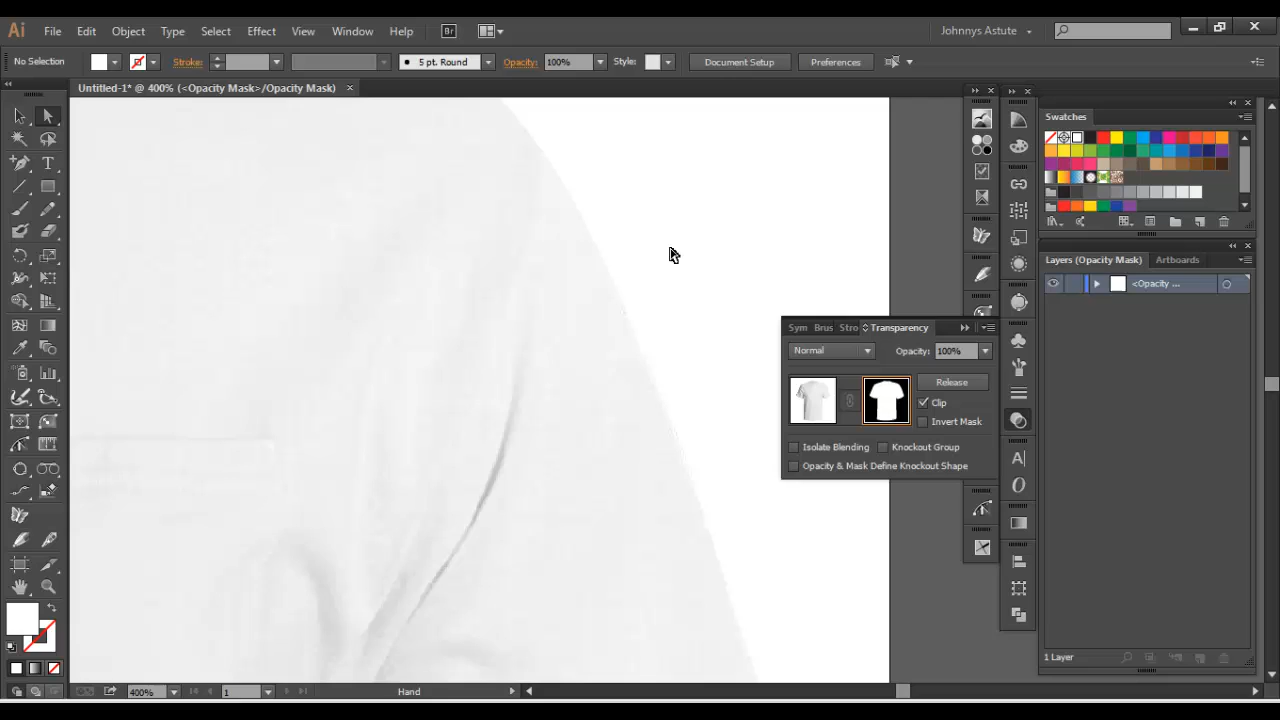 Ai File Edit Object Type Select Effect View Window Help Br Johnnys Astute
No Selection Stroke: 5 pt. Round Opacity: 100% Style: Document Setup Preferences
Untitled-1* @ 400% (<Opacity Mask>/Opacity Mask)
Swatches
Layers (Opacity Mask) Artboards
<Opacity ...
Sym Brus Stro Transparency
Normal Opacity: 100%
Release
Clip
Invert Mask
Isolate Blending Knockout Group
Opacity & Mask Define Knockout Shape
1 Layer
400% 1 Hand